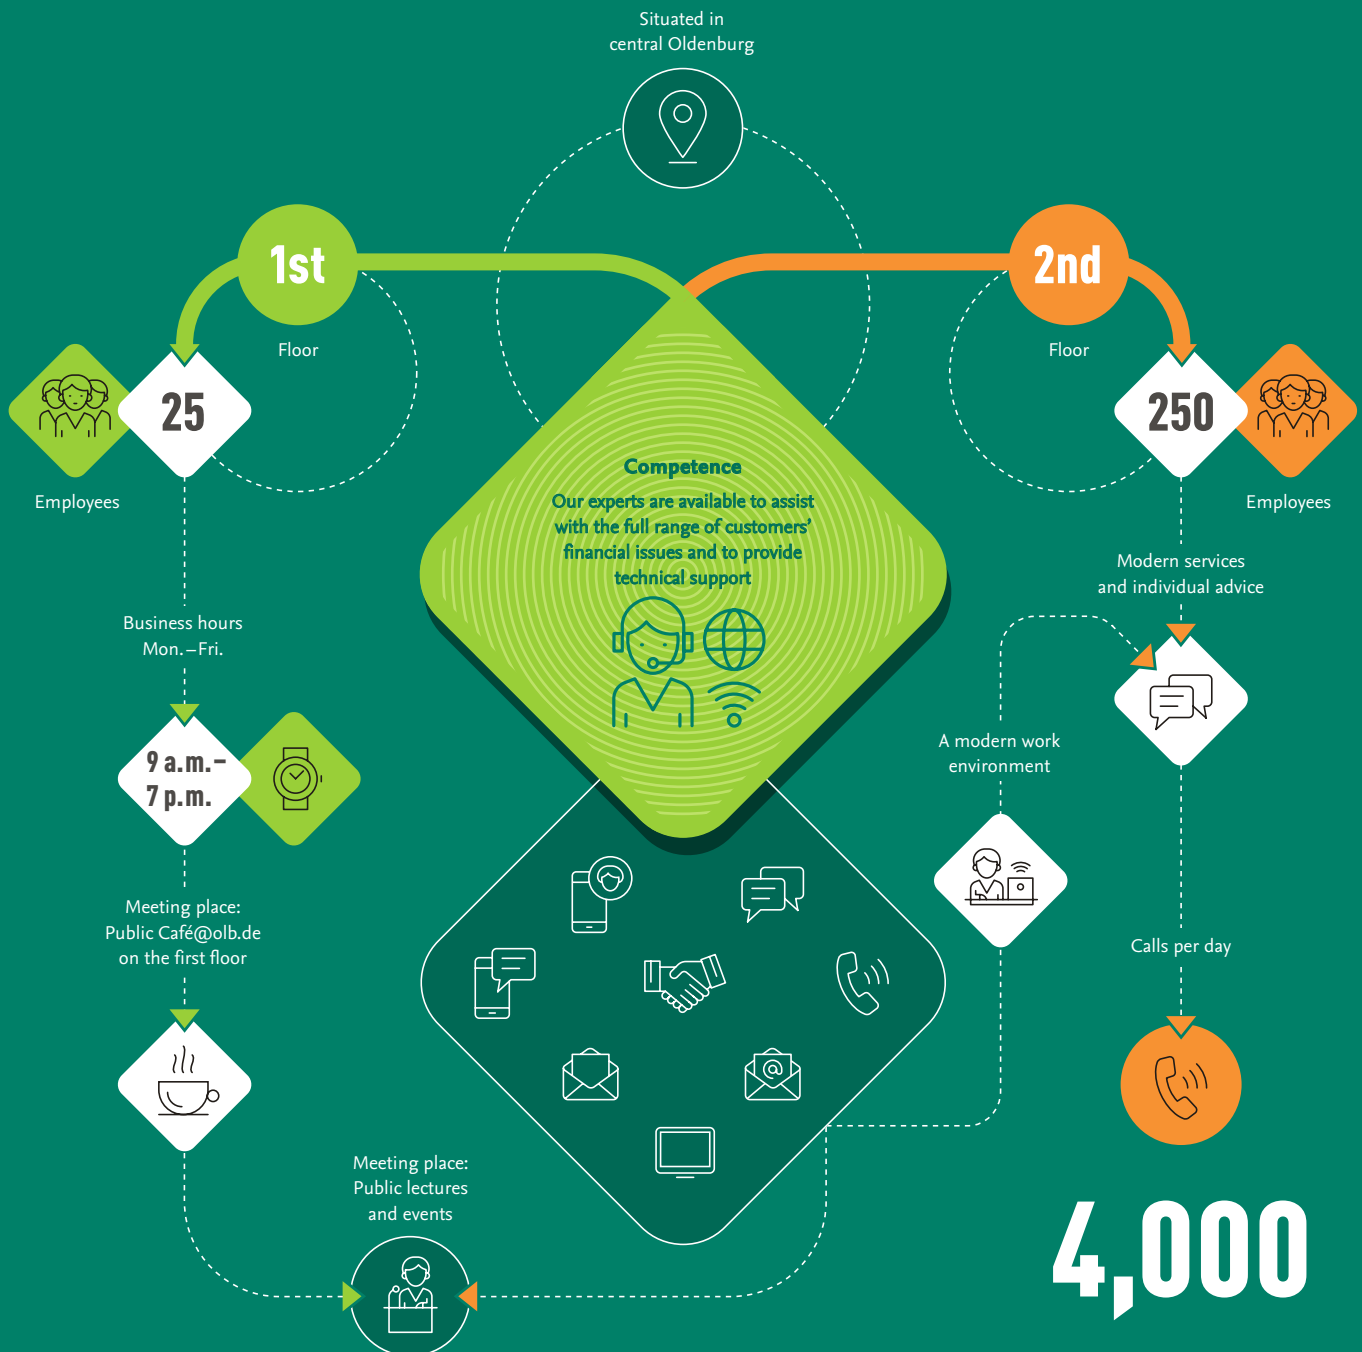 Situated in
central Oldenburg
1st
Floor
2nd
Floor
25
Employees
250
Employees
Competence
Our experts are available to assist
with the full range of customers’
financial issues and to provide
technical support
Business hours
Mon. – Fri.
9 a.m.–
7 p.m.
Meeting place:
Public Café@olb.de
on the first floor
Modern services
and individual advice
A modern work
environment
Calls per day
@
Meeting place:
Public lectures
and events
4,000